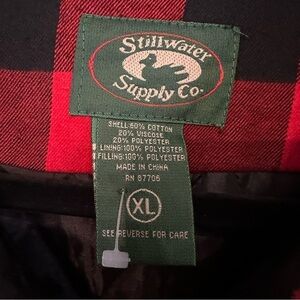 Stillwater
Supply Co.
SHELL:60% COTTON
20% VISCOSE
20% POLYESTER
LINING:100% POLYESTER
FILLING:100% POLYESTER
MADE IN CHINA
RN 67706
XL
SEE REVERSE FOR CARE